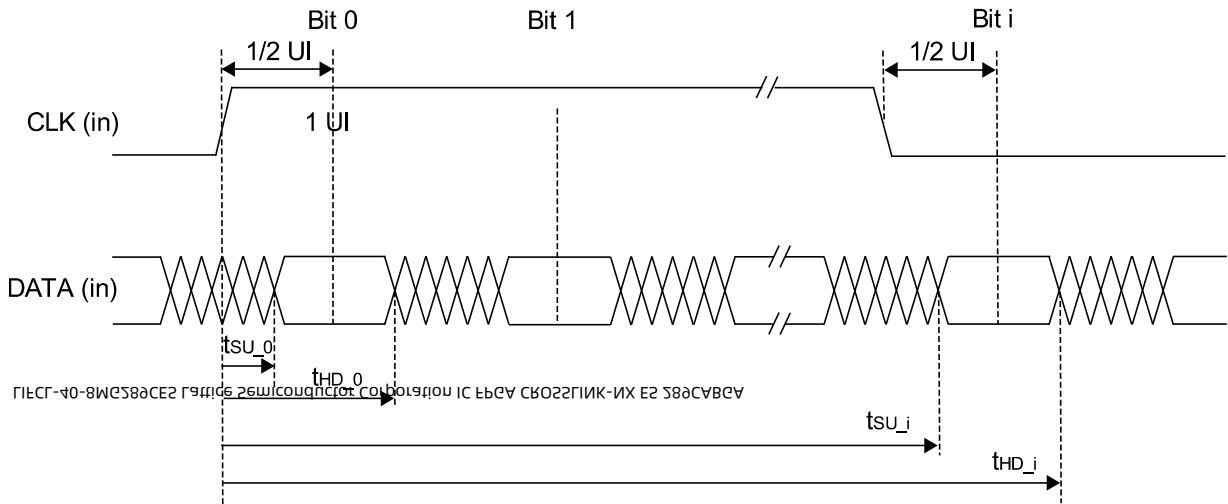 Bit 0 Bit 1 Bit i
1/2 UI 1/2 UI
CLK (in) 1 UI
DATA (in)
tSU_0
tHD_0
LIFCL-40-8MG289CES Lattice Semiconductor Corporation IC FPGA CROSSLINK-NX ES 289CABGA
tSU_i
tHD_i